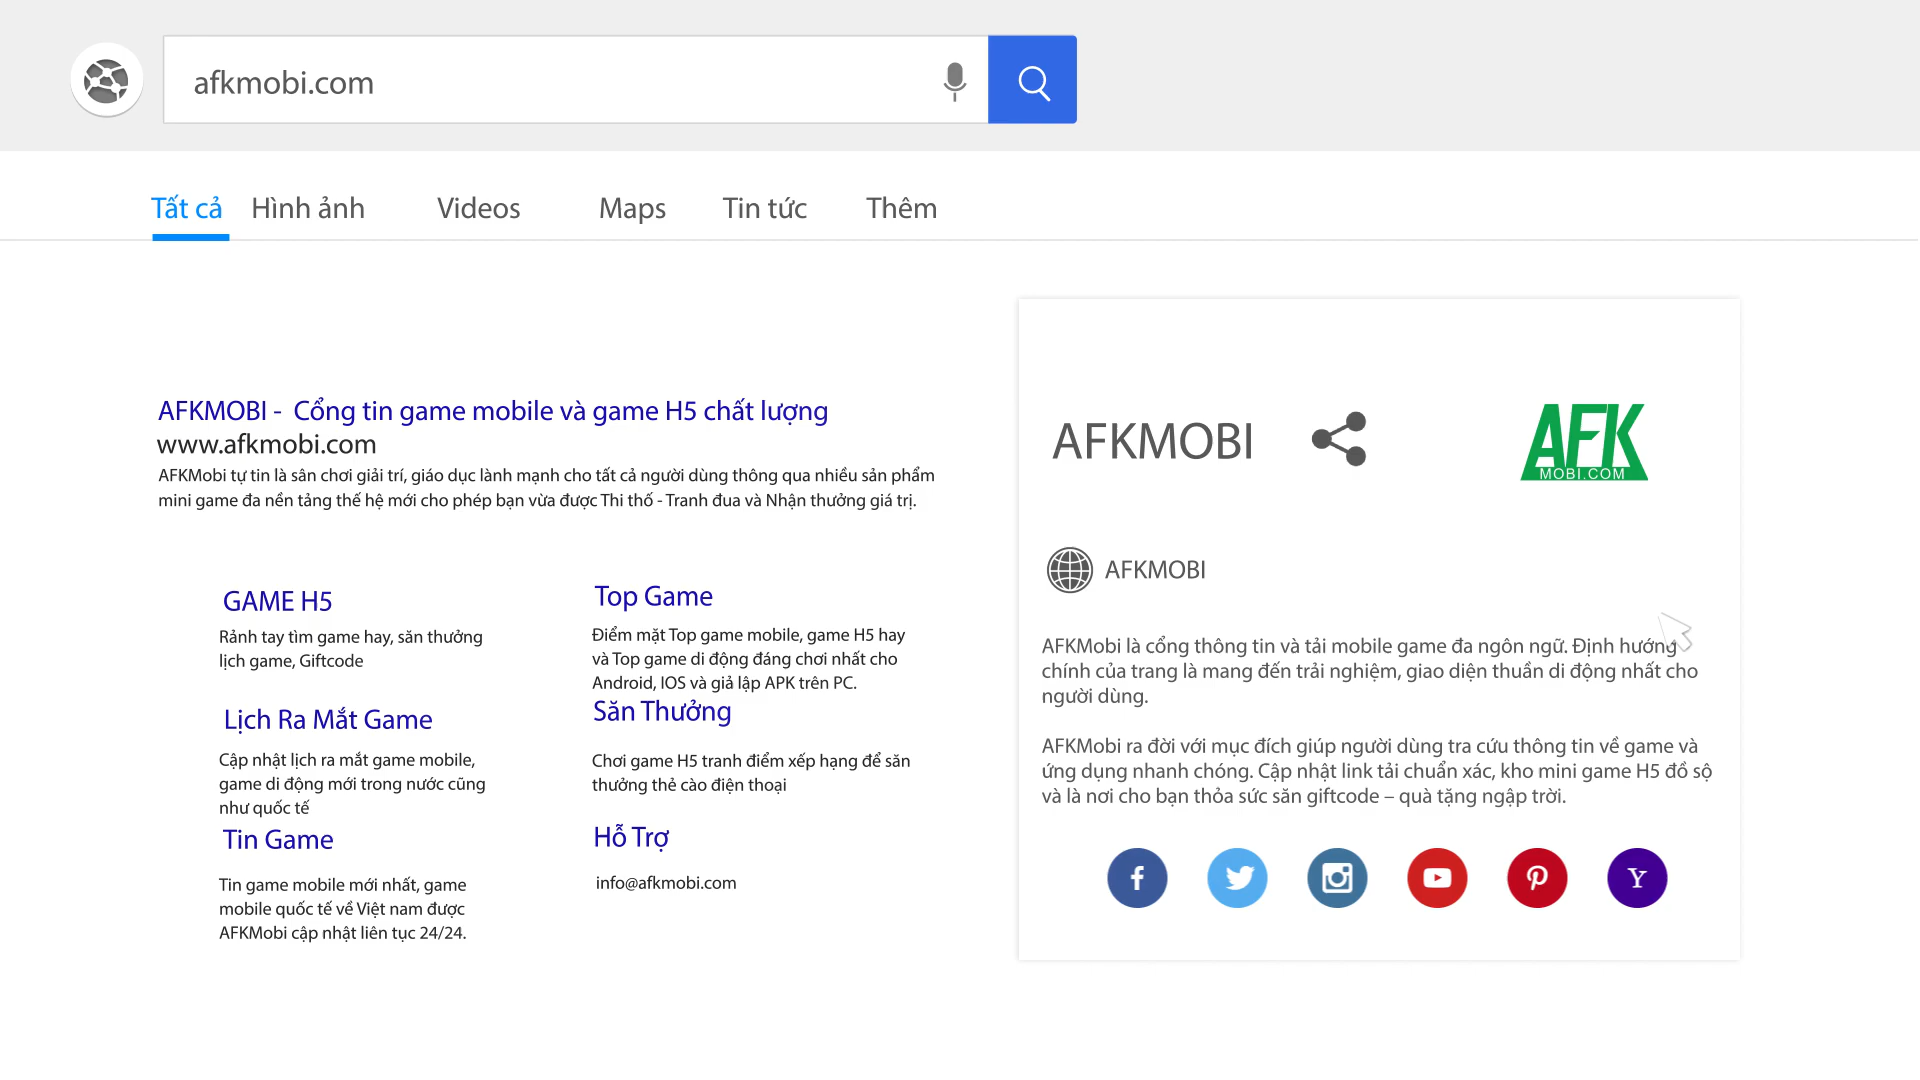 afkmobi.com
Tất cả Hình ảnh Videos Maps Tin tức Thêm
AFKMOBI - Cổng tin game mobile và game H5 chất lượng
www.afkmobi.com
AFKMobi tự tin là sân chơi giải trí, giáo dục lành mạnh cho tất cả người dùng thông qua nhiều sản phẩm
mini game đa nền tảng thế hệ mới cho phép bạn vừa được Thi thố - Tranh đua và Nhận thưởng giá trị.
GAME H5
Rảnh tay tìm game hay, săn thưởng
lịch game, Giftcode
Lịch Ra Mắt Game
Cập nhật lịch ra mắt game mobile,
game di động mới trong nước cũng
như quốc tế
Tin Game
Tin game mobile mới nhất, game
mobile quốc tế về Việt nam được
AFKMobi cập nhật liên tục 24/24.
Top Game
Điểm mặt Top game mobile, game H5 hay
và Top game di động đáng chơi nhất cho
Android, IOS và giả lập APK trên PC.
Săn Thưởng
Chơi game H5 tranh điểm xếp hạng để săn
thưởng thẻ cào điện thoại
Hỗ Trợ
info@afkmobi.com
AFKMOBI
AFK
MOBI.COM
AFKMOBI
AFKMobi là cổng thông tin và tải mobile game đa ngôn ngữ. Định hướng
chính của trang là mang đến trải nghiệm, giao diện thuần di động nhất cho
người dùng.
AFKMobi ra đời với mục đích giúp người dùng tra cứu thông tin về game và
ứng dụng nhanh chóng. Cập nhật link tải chuẩn xác, kho mini game H5 đồ sộ
và là nơi cho bạn thỏa sức săn giftcode – quà tặng ngập trời.